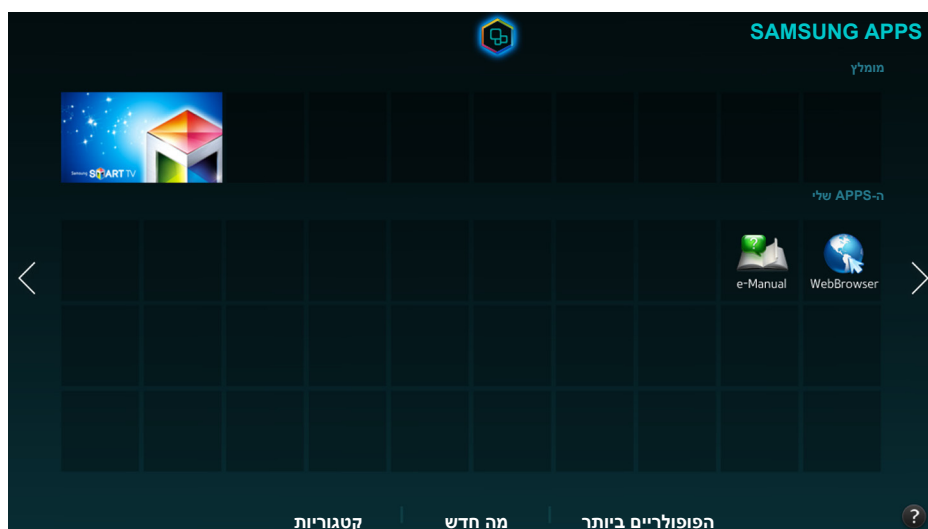 SAMSUNG APPS
מומלץ
Samsung SMART TV
ה-APPS שלי
WebBrowser
e-Manual
הפופולריים ביותר
מה חדש
קטגוריות
?